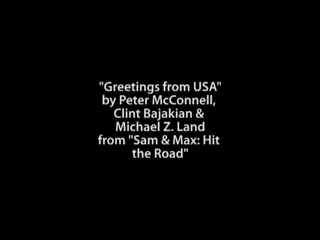 "Greetings from USA"
by Peter McConnell,
Clint Bajakian &
Michael Z. Land
from "Sam & Max: Hit
the Road"